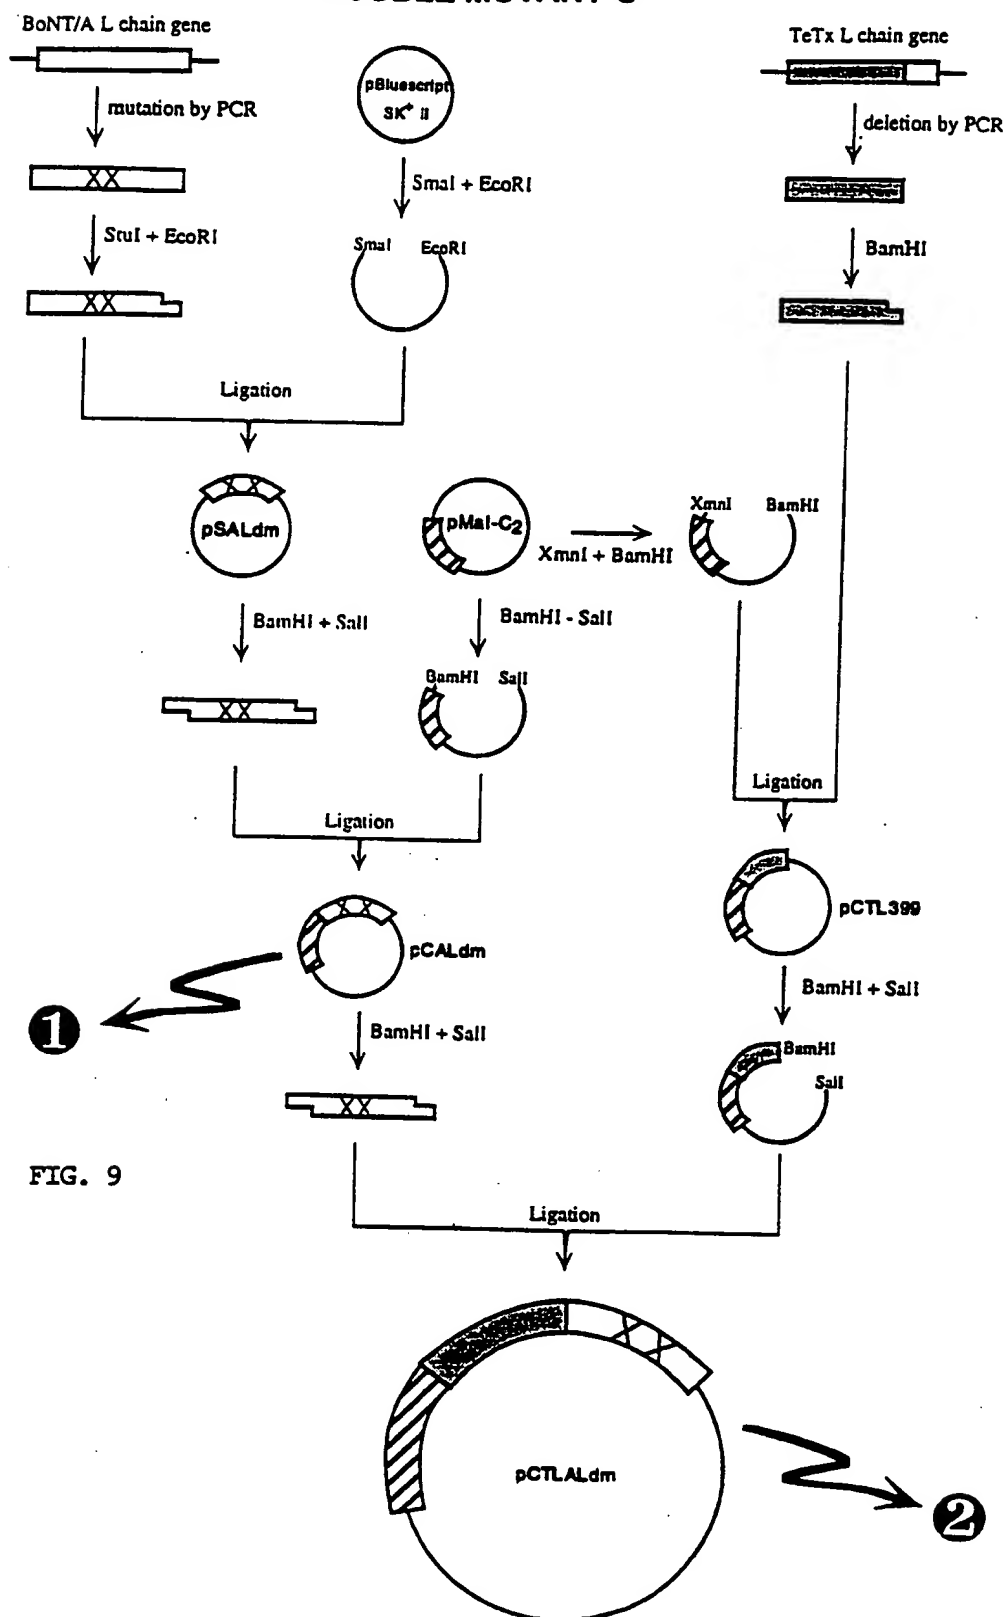 BoNT/A L chain gene
TeTx L chain gene
pBluescript
SK+ II
mutation by PCR
deletion by PCR
SmaI + EcoRI
StuI + EcoRI
BamHI
SmaI
EcoRI
Ligation
pSALdm
pMal-C2
XmnI
BamHI
XmnI + BamHI
BamHI + SalI
BamHI - SalI
BamHI
SalI
Ligation
Ligation
pCALdm
pCTL399
1
BamHI + SalI
BamHI + SalI
BamHI
SalI
FIG. 9
Ligation
pCTLALdm
2